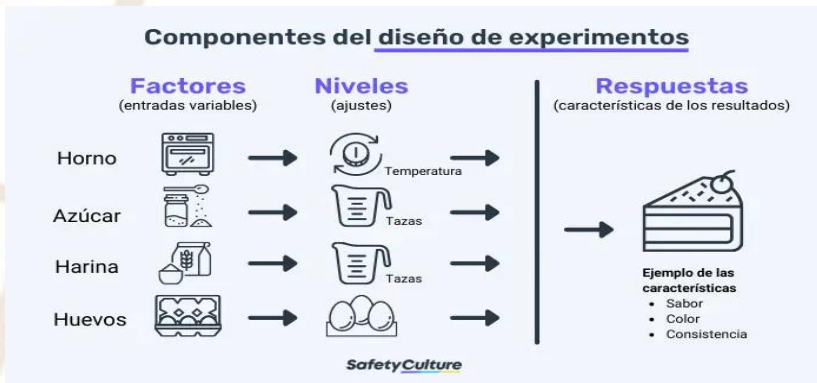 Componentes del diseño de experimentos
Factores
(entradas variables)
Niveles
(ajustes)
Respuestas
(características de los resultados)
Horno
Temperatura
Azúcar
Tazas
Harina
Tazas
Huevos
Ejemplo de las
características
• Sabor
• Color
• Consistencia
SafetyCulture